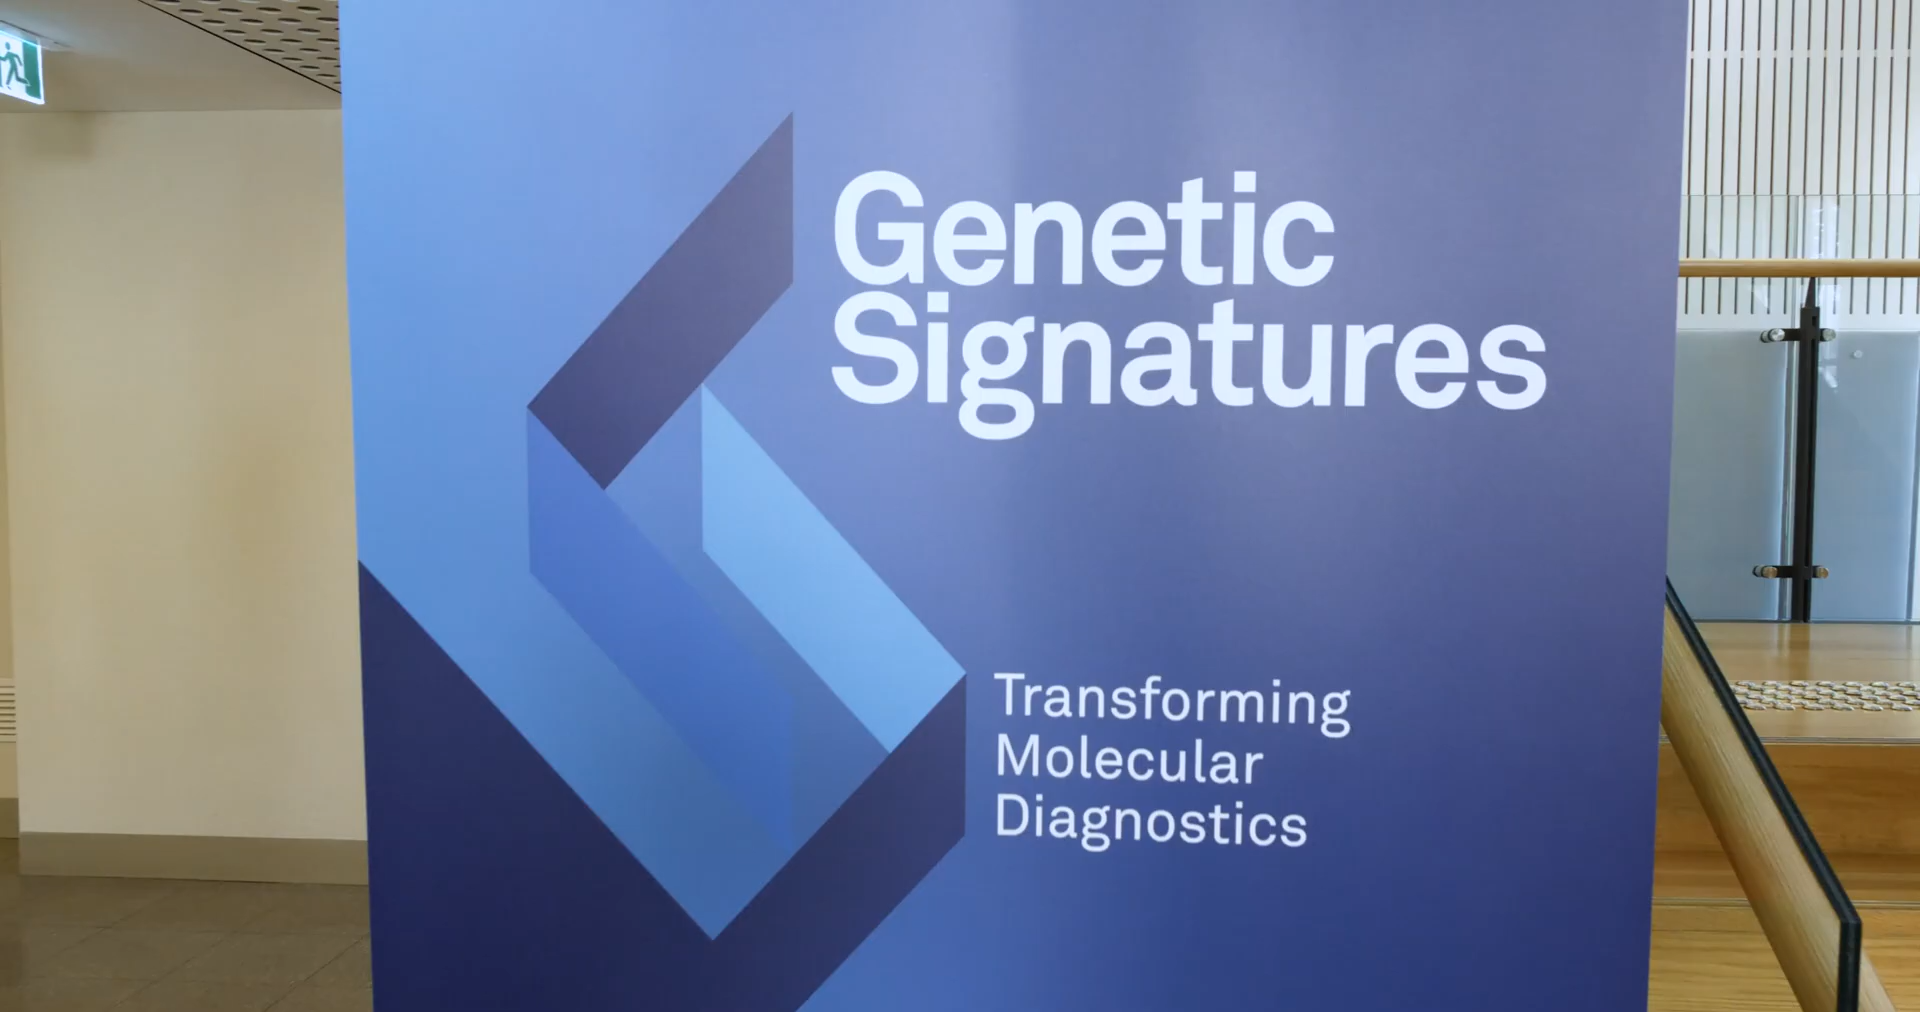 Genetic
Signatures
Transforming
Molecular
Diagnostics